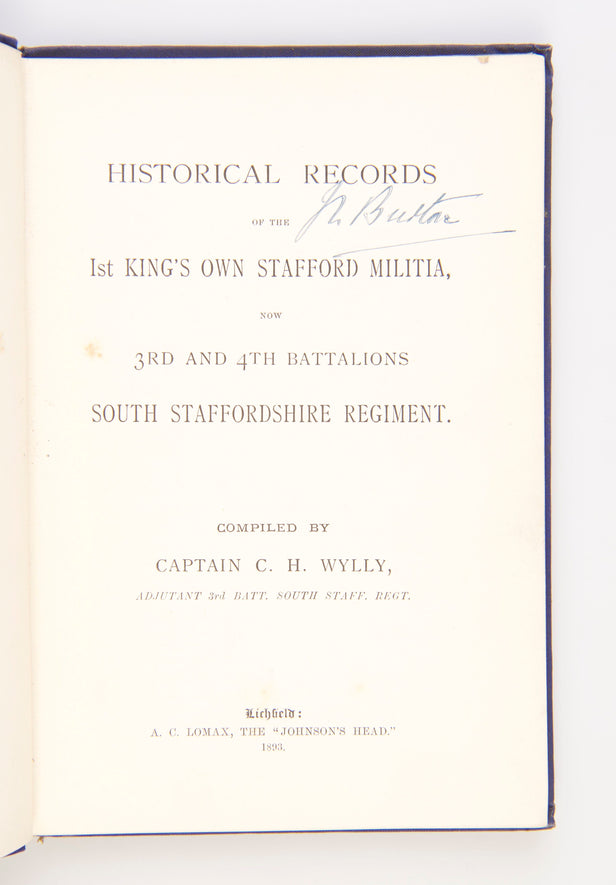 HISTORICAL RECORDS
OF THE
1st KING'S OWN STAFFORD MILITIA,
NOW
3RD AND 4TH BATTALIONS
SOUTH STAFFORDSHIRE REGIMENT.
COMPILED BY
CAPTAIN C. H. WYLLY,
ADJUTANT 3rd BATT. SOUTH STAFF. REGT.
Lichfield:
A. C. LOMAX, THE "JOHNSON'S HEAD."
1893.